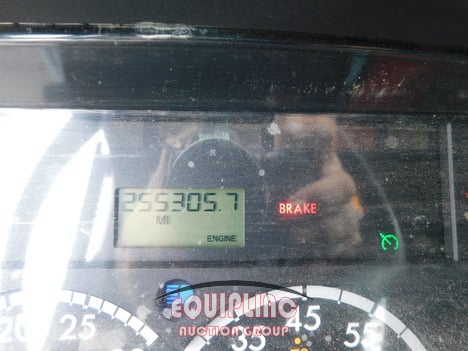 255305.7
MI
ENGINE
BRAKE
20 25
35 45 55
EQUIPLINC
AUCTION GROUP